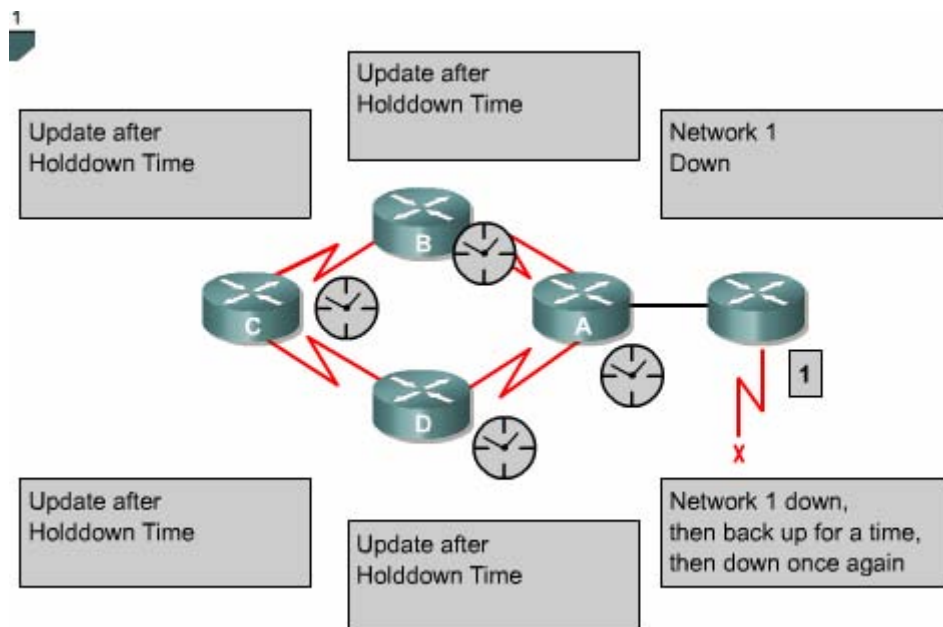 1
Update after
Holddown Time
Update after
Holddown Time
Network 1
Down
B
C
A
D
1
X
Update after
Holddown Time
Update after
Holddown Time
Network 1 down,
then back up for a time,
then down once again